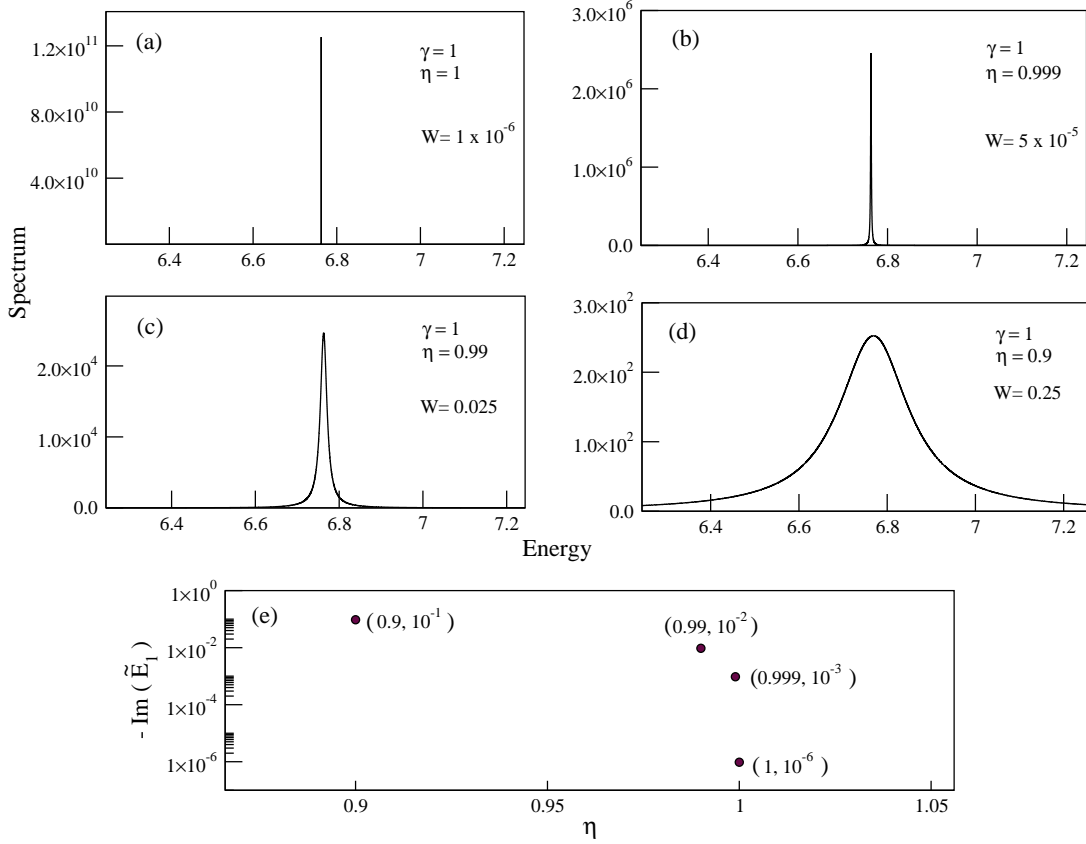 (a)
γ = 1
η = 1
W= 1 x 10⁻⁶
1.2×10¹¹
8.0×10¹⁰
4.0×10¹⁰
6.4 6.6 6.8 7 7.2
(b)
γ = 1
η = 0.999
W= 5 x 10⁻⁵
3.0×10⁶
2.0×10⁶
1.0×10⁶
0.0
6.4 6.6 6.8 7 7.2
Spectrum
(c)
γ = 1
η = 0.99
W= 0.025
2.0×10⁴
1.0×10⁴
0.0
6.4 6.6 6.8 7 7.2
(d)
γ = 1
η = 0.9
W= 0.25
3.0×10²
2.0×10²
1.0×10²
0.0
6.4 6.6 6.8 7 7.2
Energy
(e)
1×10⁰
1×10⁻²
1×10⁻⁴
1×10⁻⁶
- Im ( Ẽ₁ )
( 0.9, 10⁻¹ )
(0.99, 10⁻² )
(0.999, 10⁻³ )
( 1, 10⁻⁶ )
0.9 0.95 1 1.05
η